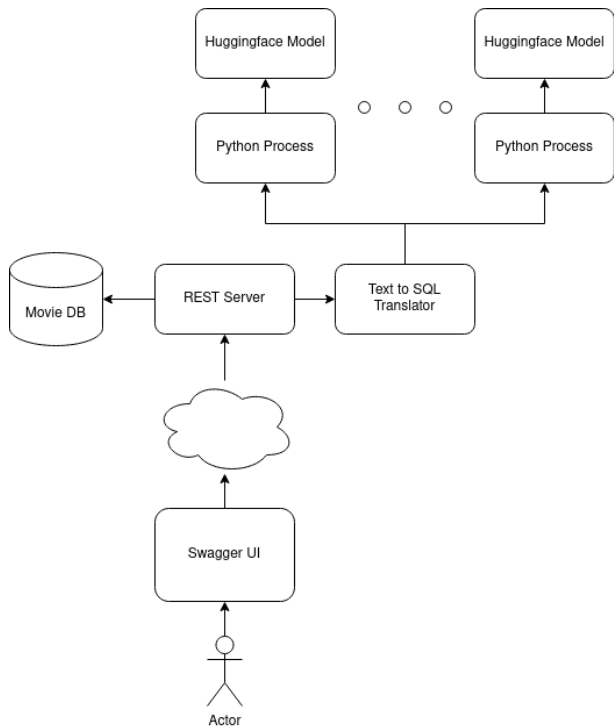 Huggingface Model
Huggingface Model
Python Process
Python Process
Movie DB
REST Server
Text to SQL
Translator
Swagger UI
Actor